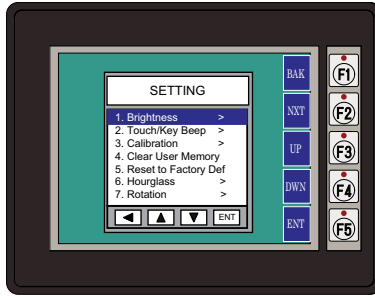 SETTING
1. Brightness >
2. Touch/Key Beep >
3. Calibration >
4. Clear User Memory
5. Reset to Factory Def
6. Hourglass >
7. Rotation >
ENT
BAK
NXT
UP
DWN
ENT
F1
F2
F3
F4
F5